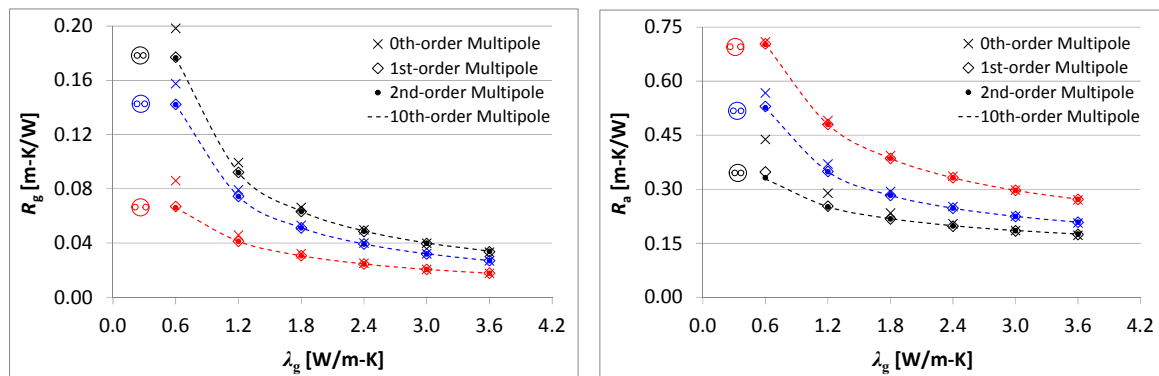 0.20
0.16
0.12
0.08
0.04
0.00
R_g [m-K/W]
× 0th-order Multipole
◇ 1st-order Multipole
• 2nd-order Multipole
----- 10th-order Multipole
0.0 0.6 1.2 1.8 2.4 3.0 3.6 4.2
λ_g [W/m-K]
0.75
0.60
0.45
0.30
0.15
0.00
R_a [m-K/W]
× 0th-order Multipole
◇ 1st-order Multipole
• 2nd-order Multipole
----- 10th-order Multipole
0.0 0.6 1.2 1.8 2.4 3.0 3.6 4.2
λ_g [W/m-K]